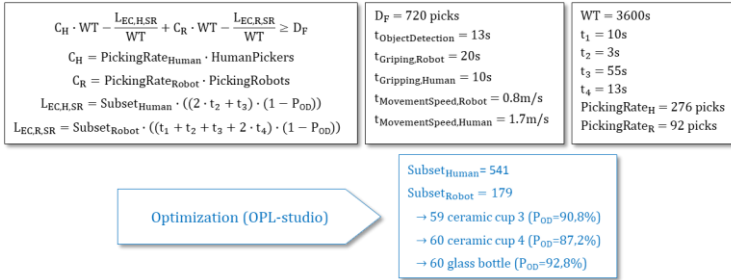 C_H · WT − L_EC,H,SR / WT + C_R · WT − L_EC,R,SR / WT ≥ D_F
C_H = PickingRate_Human · HumanPickers
C_R = PickingRate_Robot · PickingRobots
L_EC,H,SR = Subset_Human · ((2 · t_2 + t_3) · (1 − P_OD))
L_EC,R,SR = Subset_Robot · ((t_1 + t_2 + t_3 + 2 · t_4) · (1 − P_OD))
D_F = 720 picks
t_ObjectDetection = 13s
t_Griping,Robot = 20s
t_Gripping,Human = 10s
t_MovementSpeed,Robot = 0.8m/s
t_MovementSpeed,Human = 1.7m/s
WT = 3600s
t_1 = 10s
t_2 = 3s
t_3 = 55s
t_4 = 13s
PickingRate_H = 276 picks
PickingRate_R = 92 picks
Optimization (OPL-studio)
Subset_Human= 541
Subset_Robot = 179
→ 59 ceramic cup 3 (P_OD=90,8%)
→ 60 ceramic cup 4 (P_OD=87,2%)
→ 60 glass bottle (P_OD=92,8%)